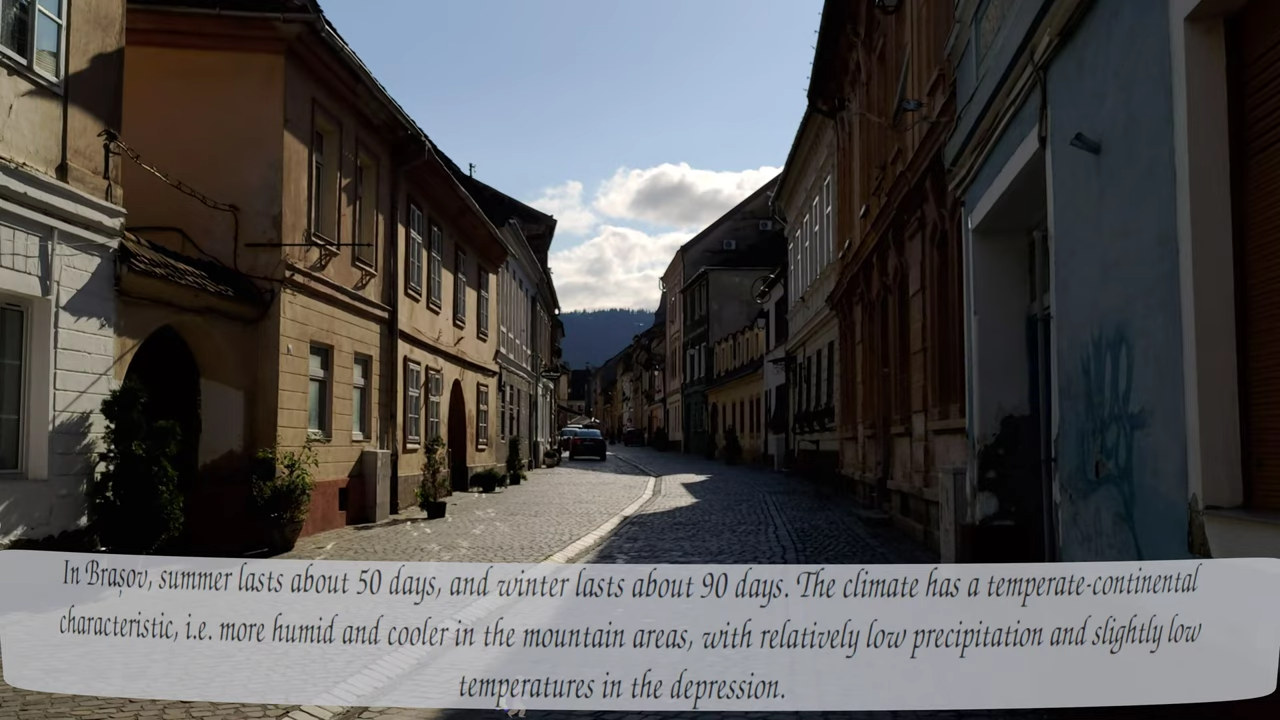 In Brașov, summer lasts about 50 days, and winter lasts about 90 days. The climate has a temperate-continental
characteristic, i.e. more humid and cooler in the mountain areas, with relatively low precipitation and slightly low
temperatures in the depression.